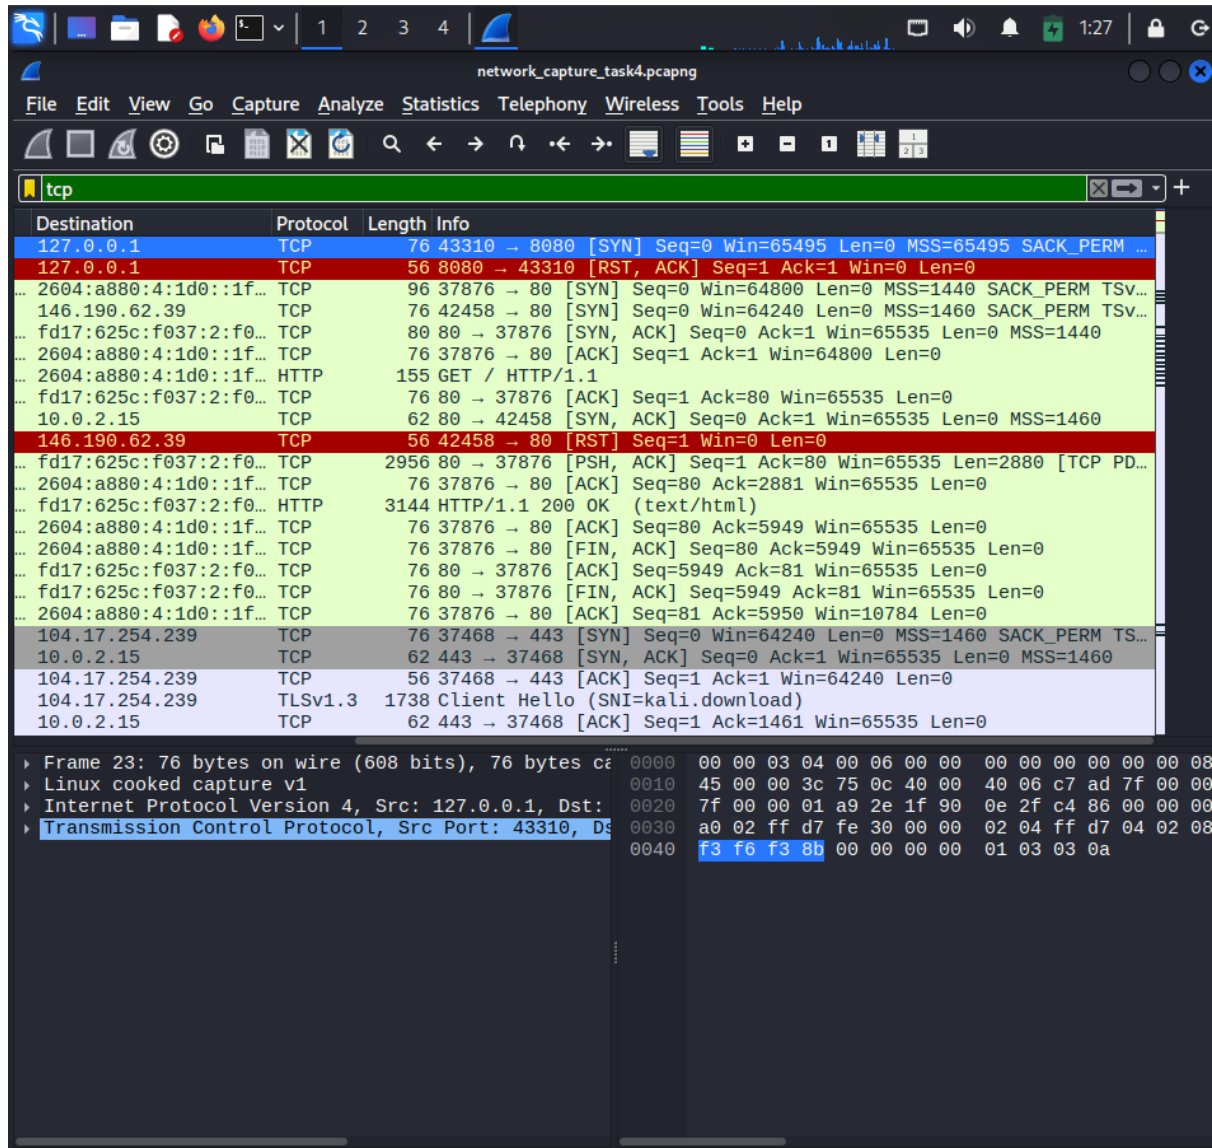 1 2 3 4 1:27
network_capture_task4.pcapng
File Edit View Go Capture Analyze Statistics Telephony Wireless Tools Help
tcp
Destination Protocol Length Info
127.0.0.1 TCP 76 43310 → 8080 [SYN] Seq=0 Win=65495 Len=0 MSS=65495 SACK_PERM …
127.0.0.1 TCP 56 8080 → 43310 [RST, ACK] Seq=1 Ack=1 Win=0 Len=0
… 2604:a880:4:1d0::1f… TCP 96 37876 → 80 [SYN] Seq=0 Win=64800 Len=0 MSS=1440 SACK_PERM TSv…
146.190.62.39 TCP 76 42458 → 80 [SYN] Seq=0 Win=64240 Len=0 MSS=1460 SACK_PERM TSv…
… fd17:625c:f037:2:f0… TCP 80 80 → 37876 [SYN, ACK] Seq=0 Ack=1 Win=65535 Len=0 MSS=1440
… 2604:a880:4:1d0::1f… TCP 76 37876 → 80 [ACK] Seq=1 Ack=1 Win=64800 Len=0
… 2604:a880:4:1d0::1f… HTTP 155 GET / HTTP/1.1
… fd17:625c:f037:2:f0… TCP 76 80 → 37876 [ACK] Seq=1 Ack=80 Win=65535 Len=0
10.0.2.15 TCP 62 80 → 42458 [SYN, ACK] Seq=0 Ack=1 Win=65535 Len=0 MSS=1460
146.190.62.39 TCP 56 42458 → 80 [RST] Seq=1 Win=0 Len=0
… fd17:625c:f037:2:f0… TCP 2956 80 → 37876 [PSH, ACK] Seq=1 Ack=80 Win=65535 Len=2880 [TCP PD…
… 2604:a880:4:1d0::1f… TCP 76 37876 → 80 [ACK] Seq=80 Ack=2881 Win=65535 Len=0
… fd17:625c:f037:2:f0… HTTP 3144 HTTP/1.1 200 OK (text/html)
… 2604:a880:4:1d0::1f… TCP 76 37876 → 80 [ACK] Seq=80 Ack=5949 Win=65535 Len=0
… 2604:a880:4:1d0::1f… TCP 76 37876 → 80 [FIN, ACK] Seq=80 Ack=5949 Win=65535 Len=0
… fd17:625c:f037:2:f0… TCP 76 80 → 37876 [ACK] Seq=5949 Ack=81 Win=65535 Len=0
… fd17:625c:f037:2:f0… TCP 76 80 → 37876 [FIN, ACK] Seq=5949 Ack=81 Win=65535 Len=0
… 2604:a880:4:1d0::1f… TCP 76 37876 → 80 [ACK] Seq=81 Ack=5950 Win=10784 Len=0
104.17.254.239 TCP 76 37468 → 443 [SYN] Seq=0 Win=64240 Len=0 MSS=1460 SACK_PERM TS…
10.0.2.15 TCP 62 443 → 37468 [SYN, ACK] Seq=0 Ack=1 Win=65535 Len=0 MSS=1460
104.17.254.239 TCP 56 37468 → 443 [ACK] Seq=1 Ack=1 Win=64240 Len=0
104.17.254.239 TLSv1.3 1738 Client Hello (SNI=kali.download)
10.0.2.15 TCP 62 443 → 37468 [ACK] Seq=1 Ack=1461 Win=65535 Len=0
Frame 23: 76 bytes on wire (608 bits), 76 bytes ca
Linux cooked capture v1
Internet Protocol Version 4, Src: 127.0.0.1, Dst:
Transmission Control Protocol, Src Port: 43310, Ds
0000 00 00 03 04 00 06 00 00 00 00 00 00 00 00 08
0010 45 00 00 3c 75 0c 40 00 40 06 c7 ad 7f 00 00
0020 7f 00 00 01 a9 2e 1f 90 0e 2f c4 86 00 00 00
0030 a0 02 ff d7 fe 30 00 00 02 04 ff d7 04 02 08
0040 f3 f6 f3 8b 00 00 00 00 01 03 03 0a